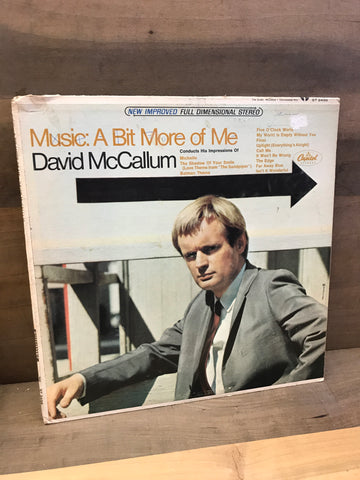 NEW IMPROVED FULL DIMENSIONAL STEREO
Music: A Bit More of Me
David McCallum
Conducts His Impressions Of
Michelle
The Shadow Of Your Smile
(Love Theme from "The Sandpiper")
Batman Theme
Five O'Clock World
My World Is Empty Without You
Final
Uptight (Everything's Alright)
Call Me
It Won't Be Wrong
The Edge
Far Away Blue
Isn't It Wonderful
Capitol